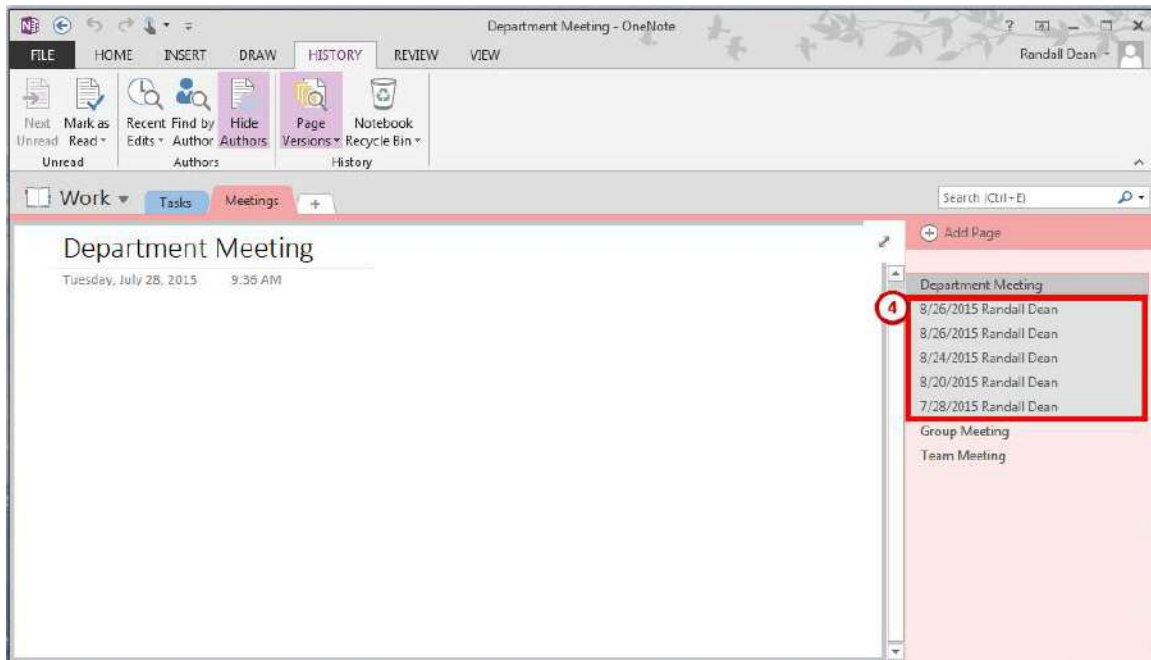 Department Meeting - OneNote
?
Randall Dean
FILE HOME INSERT DRAW HISTORY REVIEW VIEW
Next Unread
Mark as Read
Recent Edits
Find by Author
Hide Authors
Page Versions
Notebook Recycle Bin
Unread Authors History
Work Tasks Meetings +
Search (Ctrl+E)
Department Meeting
Tuesday, July 28, 2015 9:36 AM
Add Page
Department Meeting
4
8/26/2015 Randall Dean
8/26/2015 Randall Dean
8/24/2015 Randall Dean
8/20/2015 Randall Dean
7/28/2015 Randall Dean
Group Meeting
Team Meeting